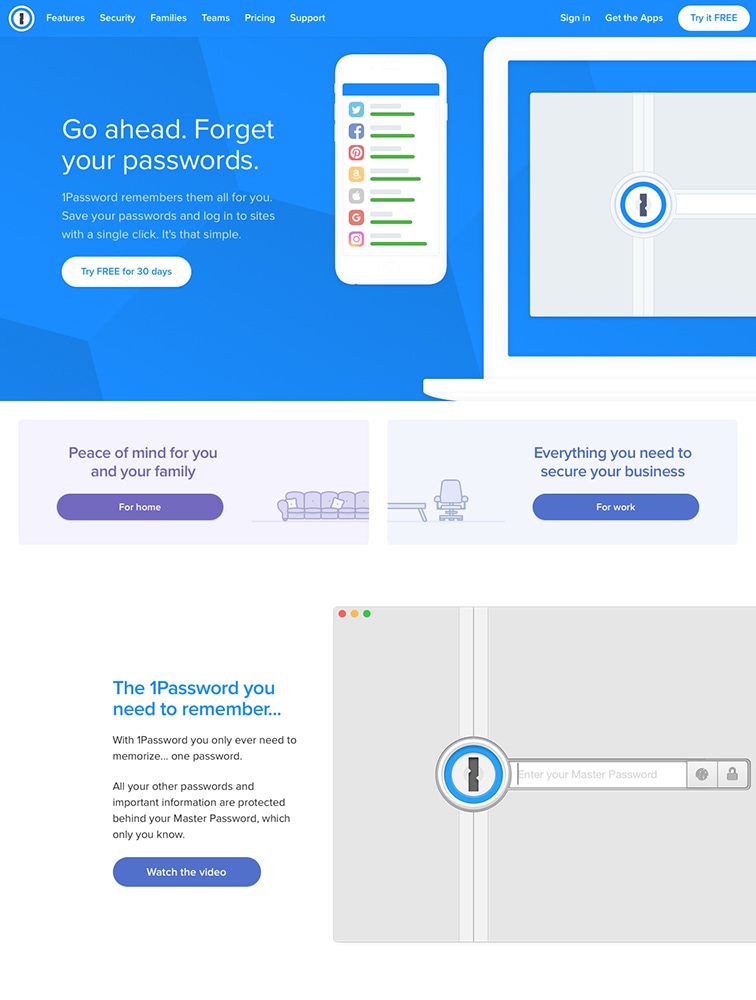 Features Security Families Teams Pricing Support Sign in Get the Apps Try it FREE
Go ahead. Forget
your passwords.
1Password remembers them all for you.
Save your passwords and log in to sites
with a single click. It's that simple.
Try FREE for 30 days
Peace of mind for you
and your family
For home
Everything you need to
secure your business
For work
The 1Password you
need to remember...
With 1Password you only ever need to
memorize... one password.
All your other passwords and
important information are protected
behind your Master Password, which
only you know.
Watch the video
Enter your Master Password